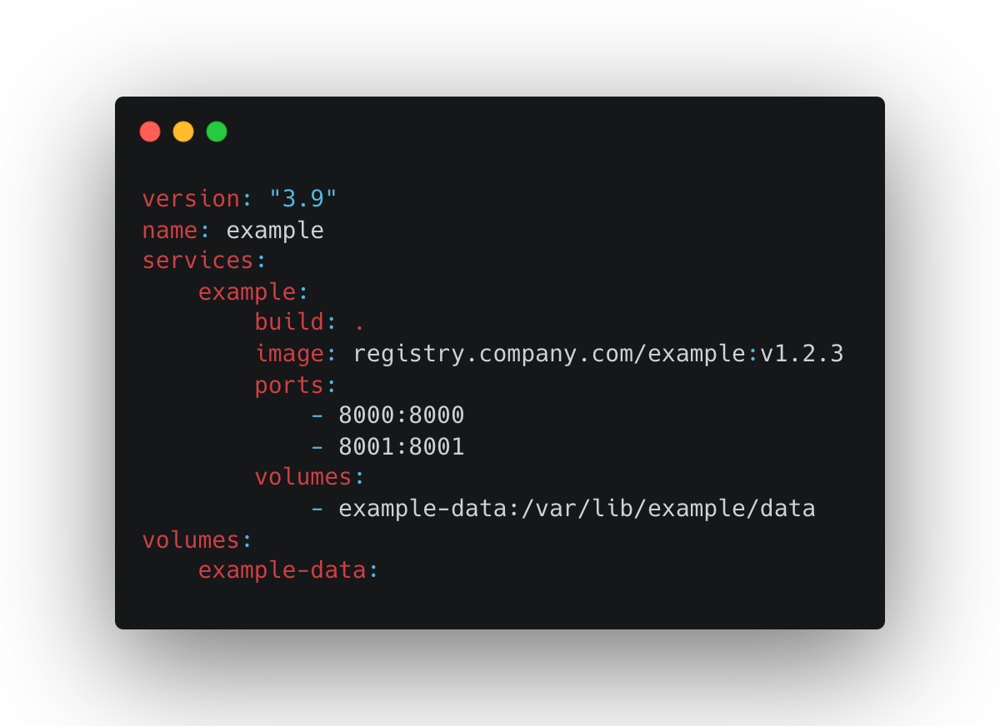 version: "3.9"
name: example
services:
    example:
        build: .
        image: registry.company.com/example:v1.2.3
        ports:
            - 8000:8000
            - 8001:8001
        volumes:
            - example-data:/var/lib/example/data
volumes:
    example-data: